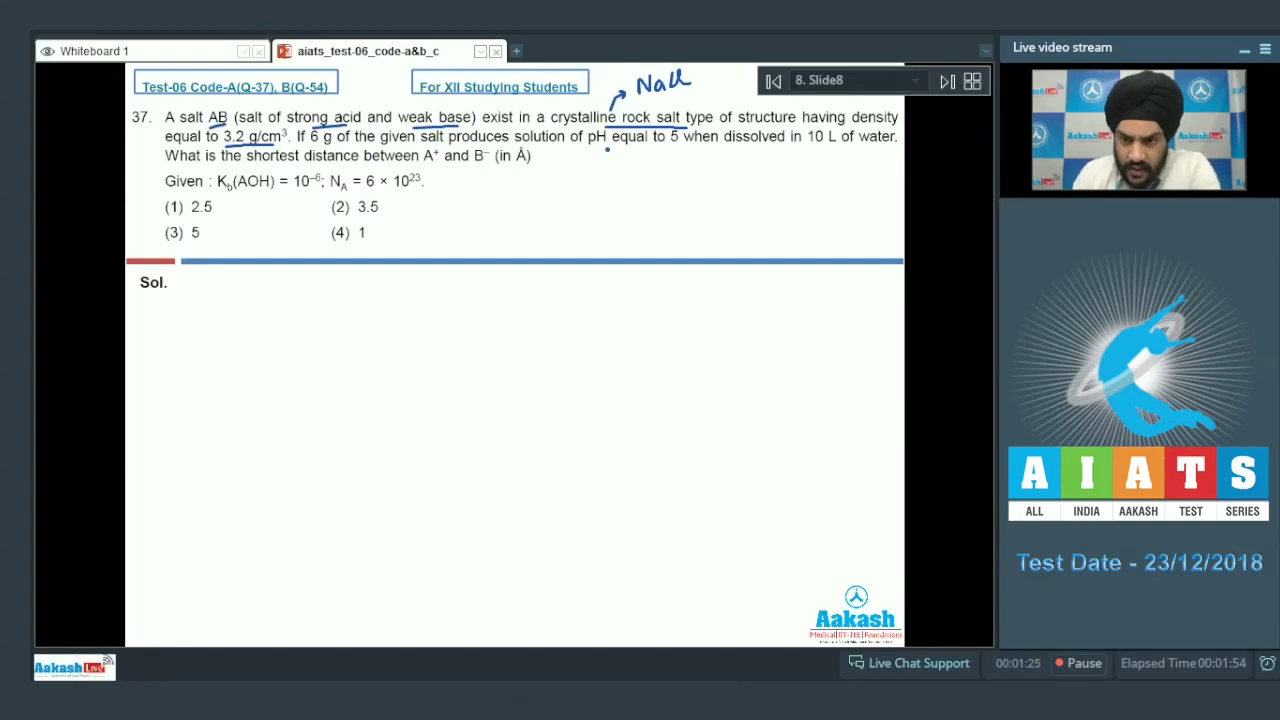 Whiteboard 1
aiats_test-06_code-a&b_c
Live video stream
Test-06 Code-A(Q-37), B(Q-54)
For XII Studying Students
NaCl
8. Slide8
37. A salt AB (salt of strong acid and weak base) exist in a crystalline rock salt type of structure having density
equal to 3.2 g/cm³. If 6 g of the given salt produces solution of pH equal to 5 when dissolved in 10 L of water.
What is the shortest distance between A⁺ and B⁻ (in Å)
Given : K_b(AOH) = 10⁻⁶; N_A = 6 × 10²³.
(1) 2.5 (2) 3.5
(3) 5 (4) 1
Sol.
A I A T S
ALL INDIA AAKASH TEST SERIES
Test Date - 23/12/2018
Aakash
Medical|IIT-JEE|Foundations
Aakash Live
Live Chat Support
00:01:25
Pause
Elapsed Time 00:01:54